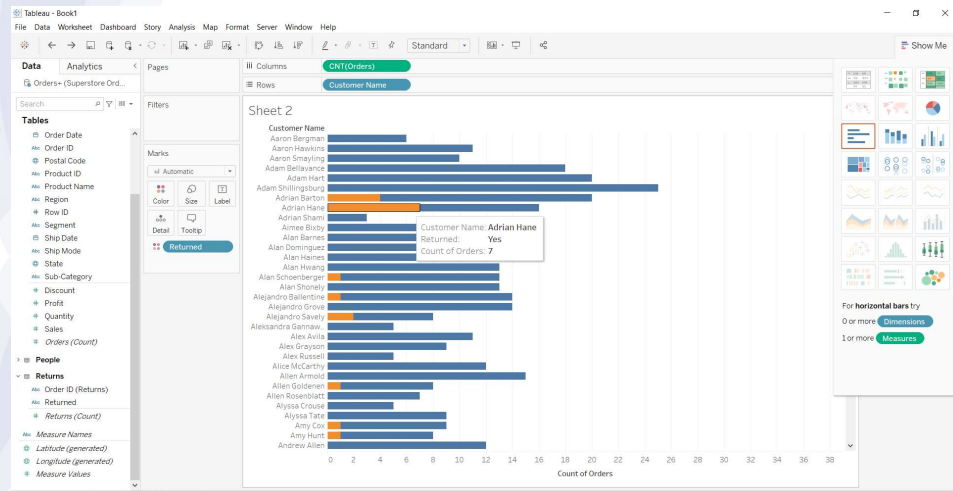 Tableau - Book1
File Data Worksheet Dashboard Story Analysis Map Format Server Window Help
Standard
Show Me
Data Analytics
Orders+ (Superstore Ord...
Search
Tables
Order Date
Abc Order ID
Postal Code
Abc Product ID
Abc Product Name
Abc Region
# Row ID
Abc Segment
Ship Date
Abc Ship Mode
State
Abc Sub-Category
# Discount
# Profit
# Quantity
# Sales
# Orders (Count)
People
Returns
Abc Order ID (Returns)
Abc Returned
# Returns (Count)
Abc Measure Names
Latitude (generated)
Longitude (generated)
# Measure Values
Pages
Filters
Marks
Automatic
Color Size Label
Detail Tooltip
Returned
Columns CNT(Orders)
Rows Customer Name
Sheet 2
Customer Name
Aaron Bergman
Aaron Hawkins
Aaron Smayling
Adam Bellavance
Adam Hart
Adam Shillingsburg
Adrian Barton
Adrian Hane
Adrian Shami
Aimee Bixby
Alan Barnes
Alan Dominguez
Alan Haines
Alan Hwang
Alan Schoenberger
Alan Shonely
Alejandro Ballentine
Alejandro Grove
Alejandro Savely
Aleksandra Gannaw..
Alex Avila
Alex Grayson
Alex Russell
Alice McCarthy
Allen Armold
Allen Goldenen
Allen Rosenblatt
Alyssa Crouse
Alyssa Tate
Amy Cox
Amy Hunt
Andrew Allen
Customer Name: Adrian Hane
Returned: Yes
Count of Orders: 7
0 2 4 6 8 10 12 14 16 18 20 22 24 26 28 30 32 34 36 38
Count of Orders
For horizontal bars try
0 or more Dimensions
1 or more Measures